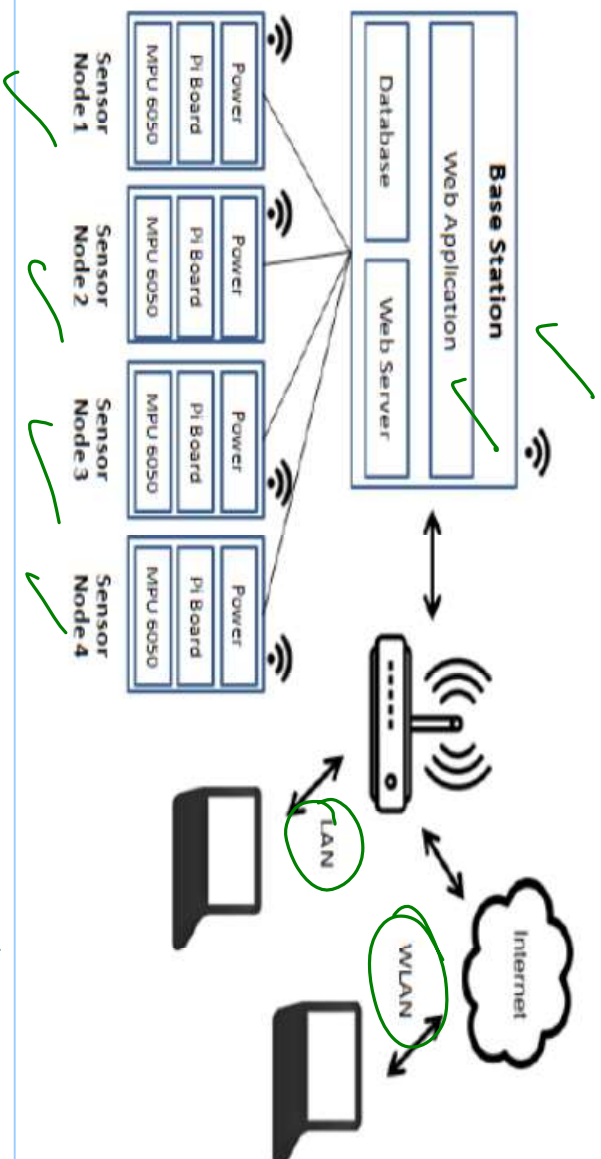 Base Station
Web Application
Database
Web Server
Power
Pi Board
MPU 6050
Sensor
Node 1
Power
Pi Board
MPU 6050
Sensor
Node 2
Power
Pi Board
MPU 6050
Sensor
Node 3
Power
Pi Board
MPU 6050
Sensor
Node 4
Internet
LAN
WLAN